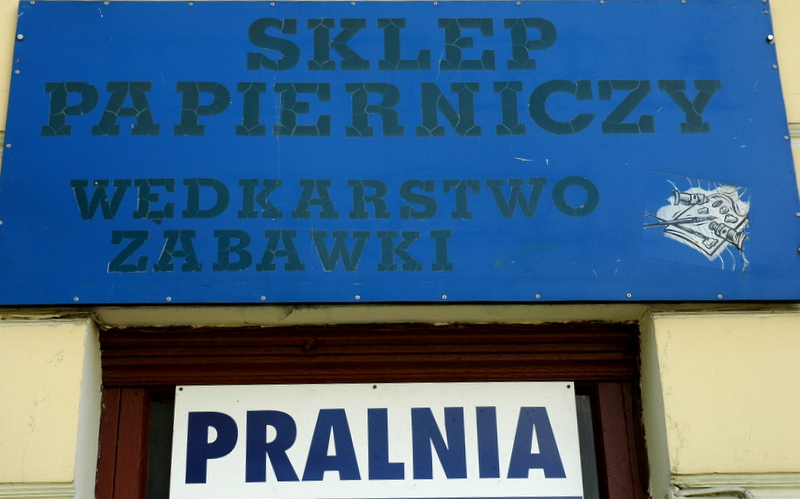 SKLEP
PAPIERNICZY
WĘDKARSTWO
ZABAWKI
PRALNIA